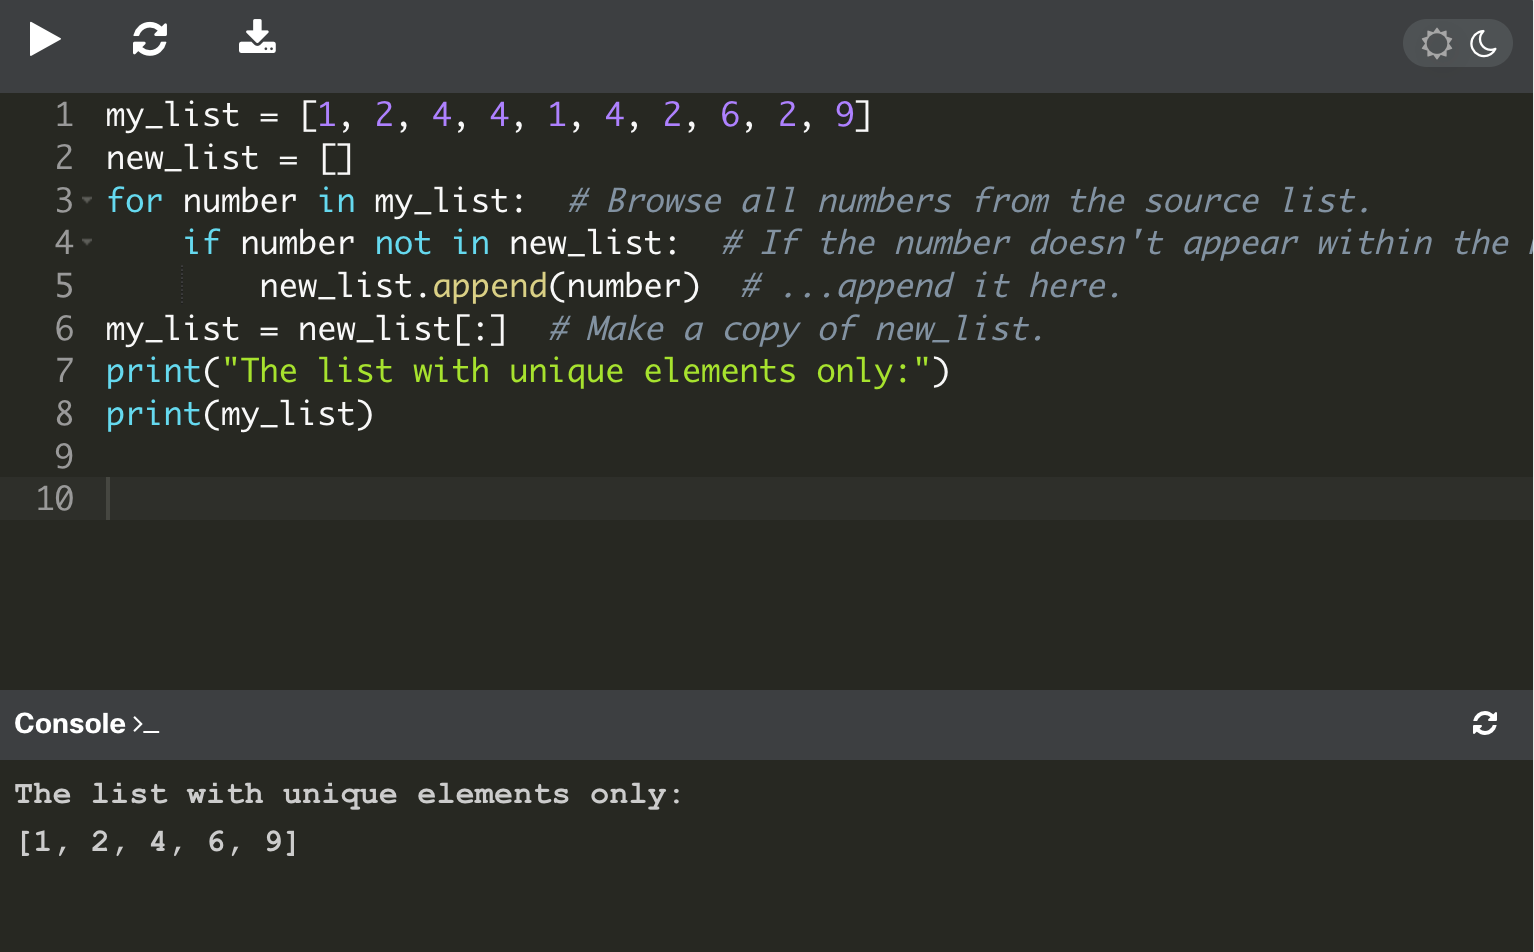 1 my_list = [1, 2, 4, 4, 1, 4, 2, 6, 2, 9]
2 new_list = []
3 for number in my_list:  # Browse all numbers from the source list.
4     if number not in new_list:  # If the number doesn't appear within the
5         new_list.append(number)  # ...append it here.
6 my_list = new_list[:]  # Make a copy of new_list.
7 print("The list with unique elements only:")
8 print(my_list)
9
10
Console >_
The list with unique elements only:
[1, 2, 4, 6, 9]